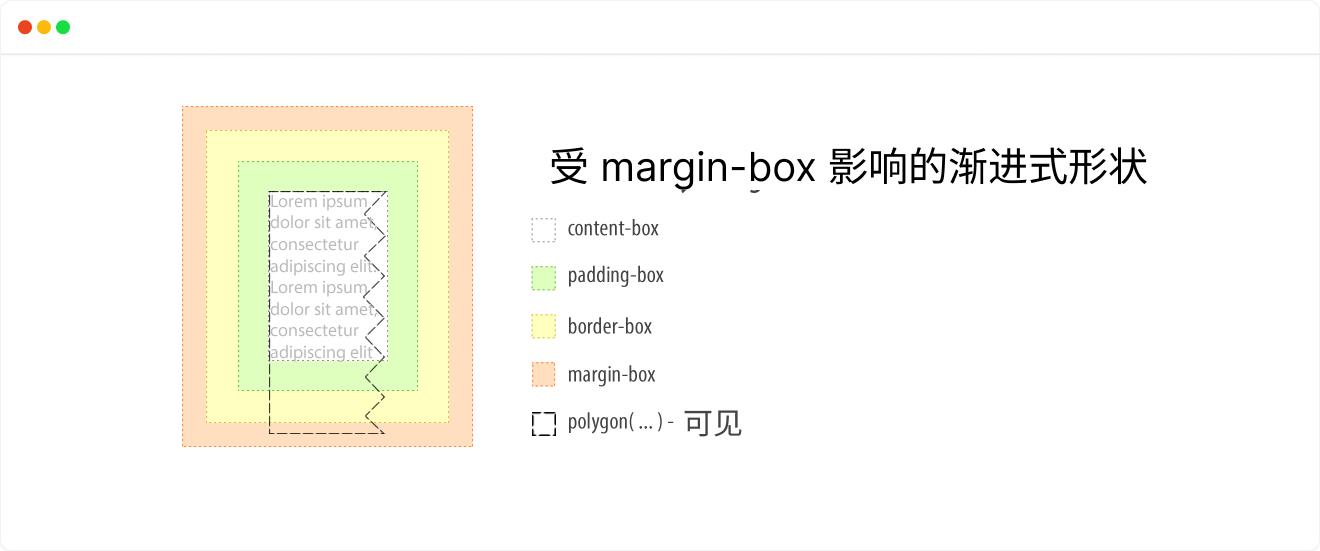 受 margin-box 影响的渐进式形状
Lorem ipsum
dolor sit amet,
consectetur
adipiscing elit.
Lorem ipsum
dolor sit amet,
consectetur
adipiscing elit.
content-box
padding-box
border-box
margin-box
polygon( ... ) - 可见